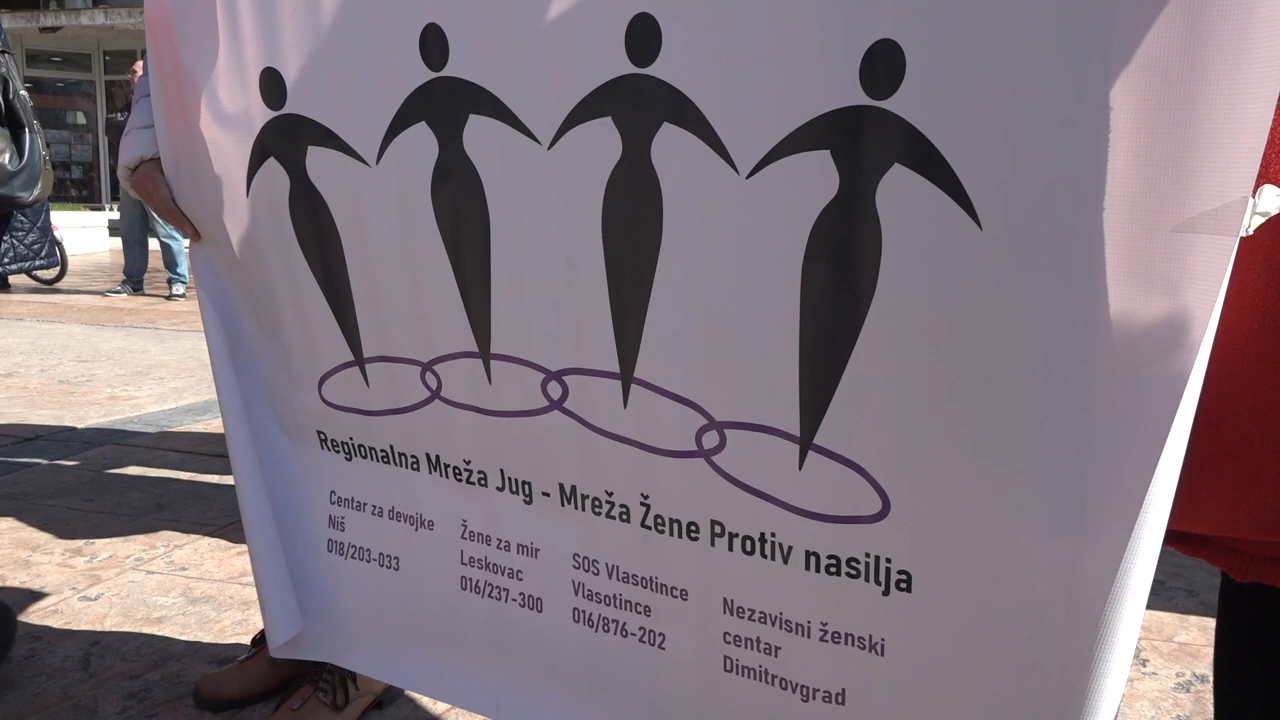 Regionalna Mreža Jug - Mreža Žene Protiv nasilja
Centar za devojke
Niš
018/203-033
Žene za mir
Leskovac
016/237-300
SOS Vlasotince
Vlasotince
016/876-202
Nezavisni ženski
centar
Dimitrovgrad